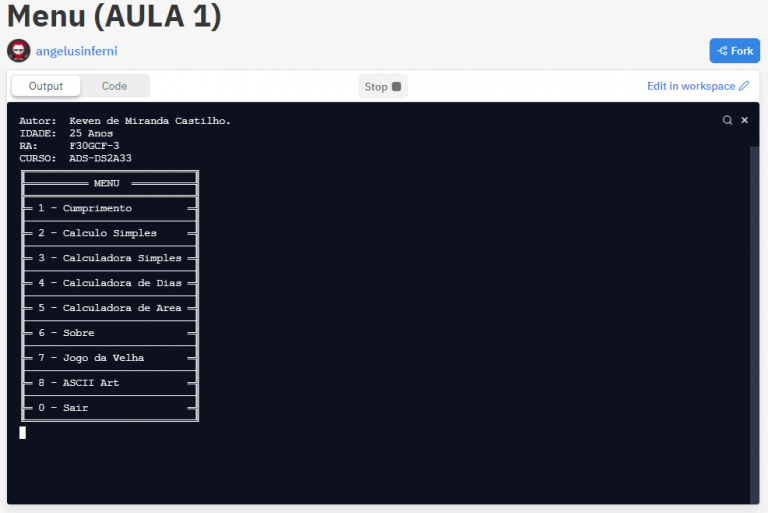 Menu (AULA 1)
angelusinferni
Fork
Output Code Stop Edit in workspace
Autor: Keven de Miranda Castilho.
IDADE: 25 Anos
RA: F30GCF-3
CURSO: ADS-DS2A33
MENU
1 - Cumprimento
2 - Calculo Simples
3 - Calculadora Simples
4 - Calculadora de Dias
5 - Calculadora de Area
6 - Sobre
7 - Jogo da Velha
8 - ASCII Art
0 - Sair